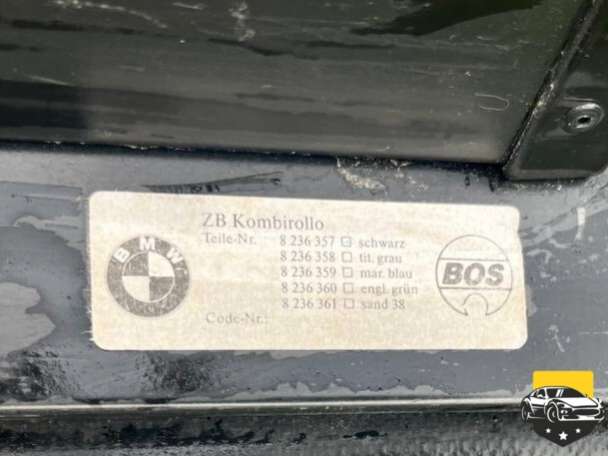 ZB Kombirollo
Teile-Nr. 8 236 357 schwarz
8 236 358 tit. grau
8 236 359 mar. blau
8 236 360 engl. grün
8 236 361 sand 38
Code-Nr.:
BMW
BOS